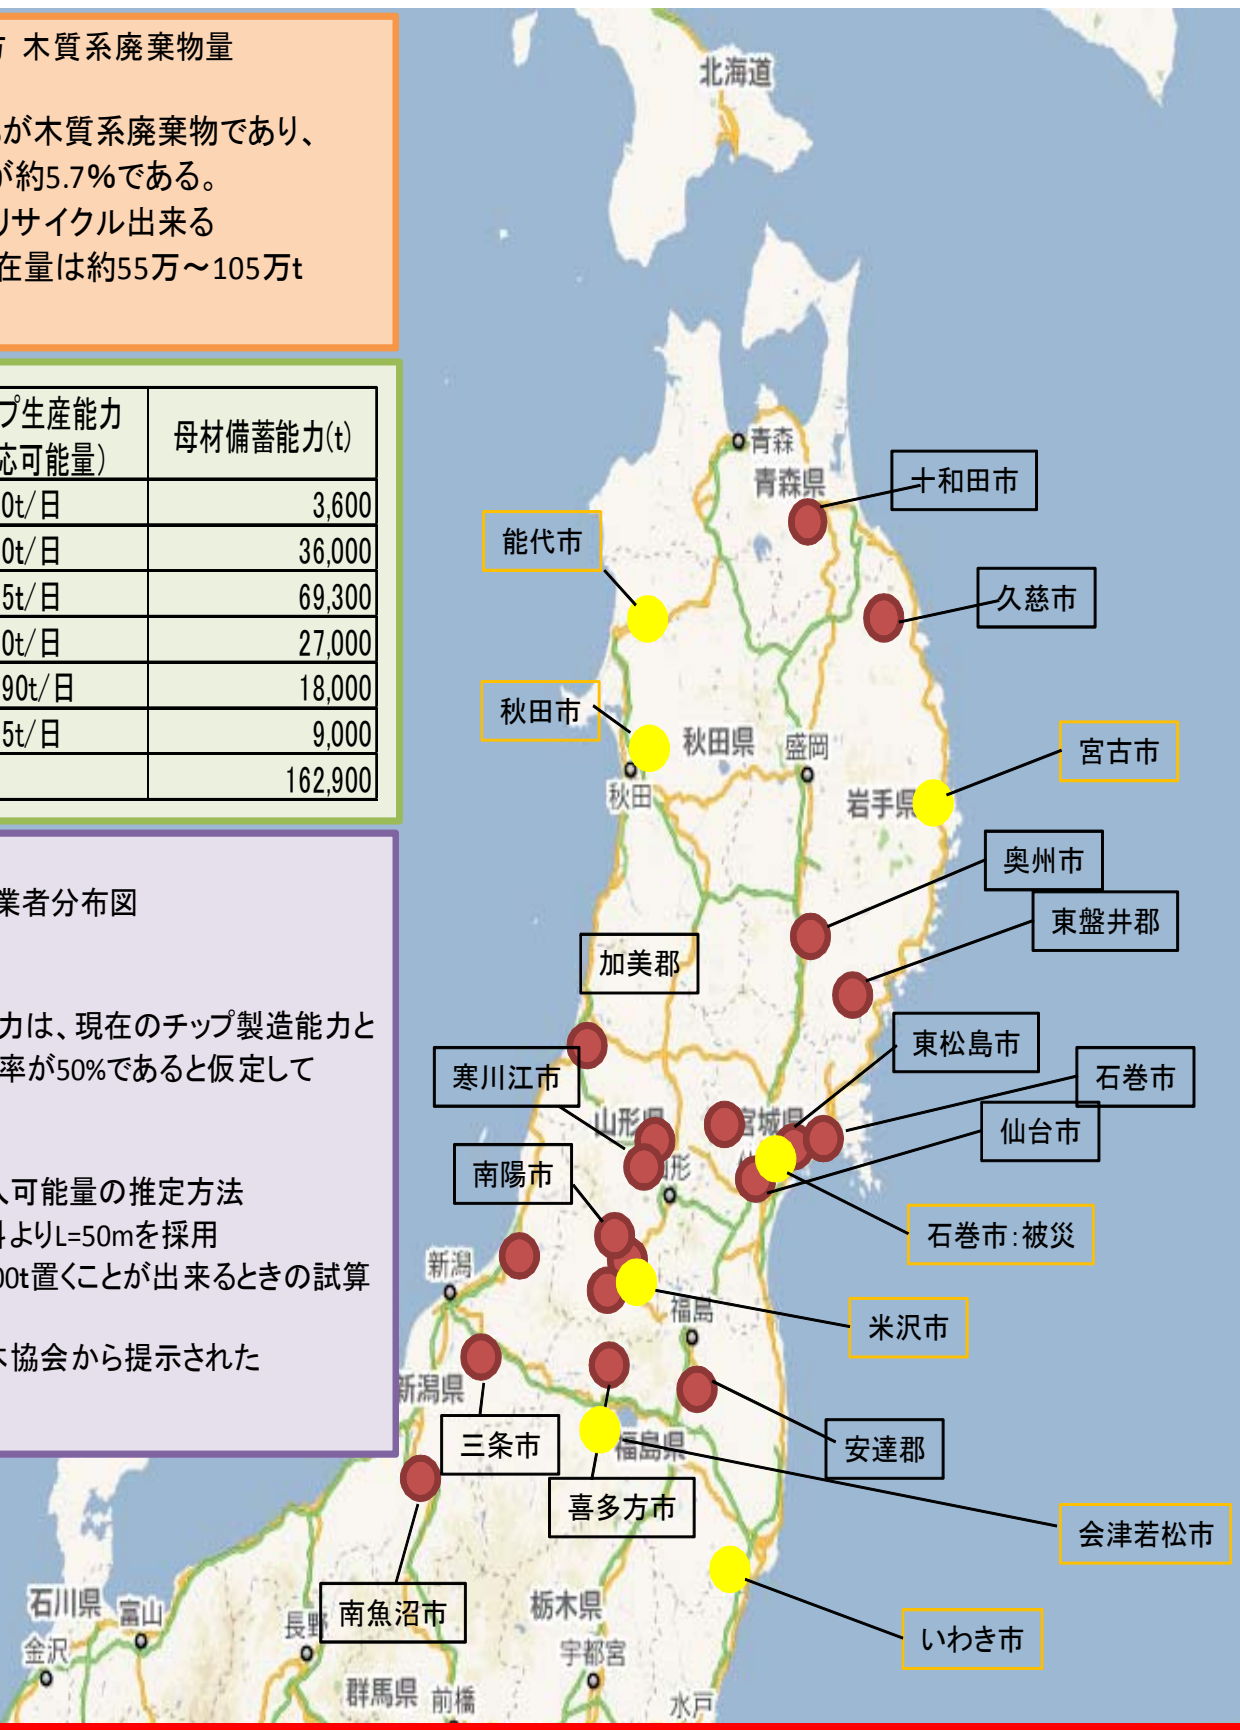 木質系廃棄物量
が木質系廃棄物であり、
が約5.7%である。
リサイクル出来る
在量は約55万～105万t
プ生産能力
応可能量）
母材備蓄能力(t)
0t/日 3,600
0t/日 36,000
5t/日 69,300
0t/日 27,000
90t/日 18,000
5t/日 9,000
162,900
業者分布図
力は、現在のチップ製造能力と
率が50%であると仮定して
可能量の推定方法
よりL=50mを採用
00t置くことが出来るときの試算
協会から提示された
北海道
青森
青森県
十和田市
能代市
久慈市
秋田市
秋田県
盛岡
宮古市
秋田
岩手県
奥州市
東盤井郡
加美郡
東松島市
寒川江市
石巻市
山形県
宮城県
仙台市
南陽市
形
石巻市：被災
新潟
福島
米沢市
新潟県
三条市
福島県
安達郡
喜多方市
会津若松市
石川県
富山
長野
南魚沼市
栃木県
いわき市
金沢
宇都宮
群馬県
前橋
水戸